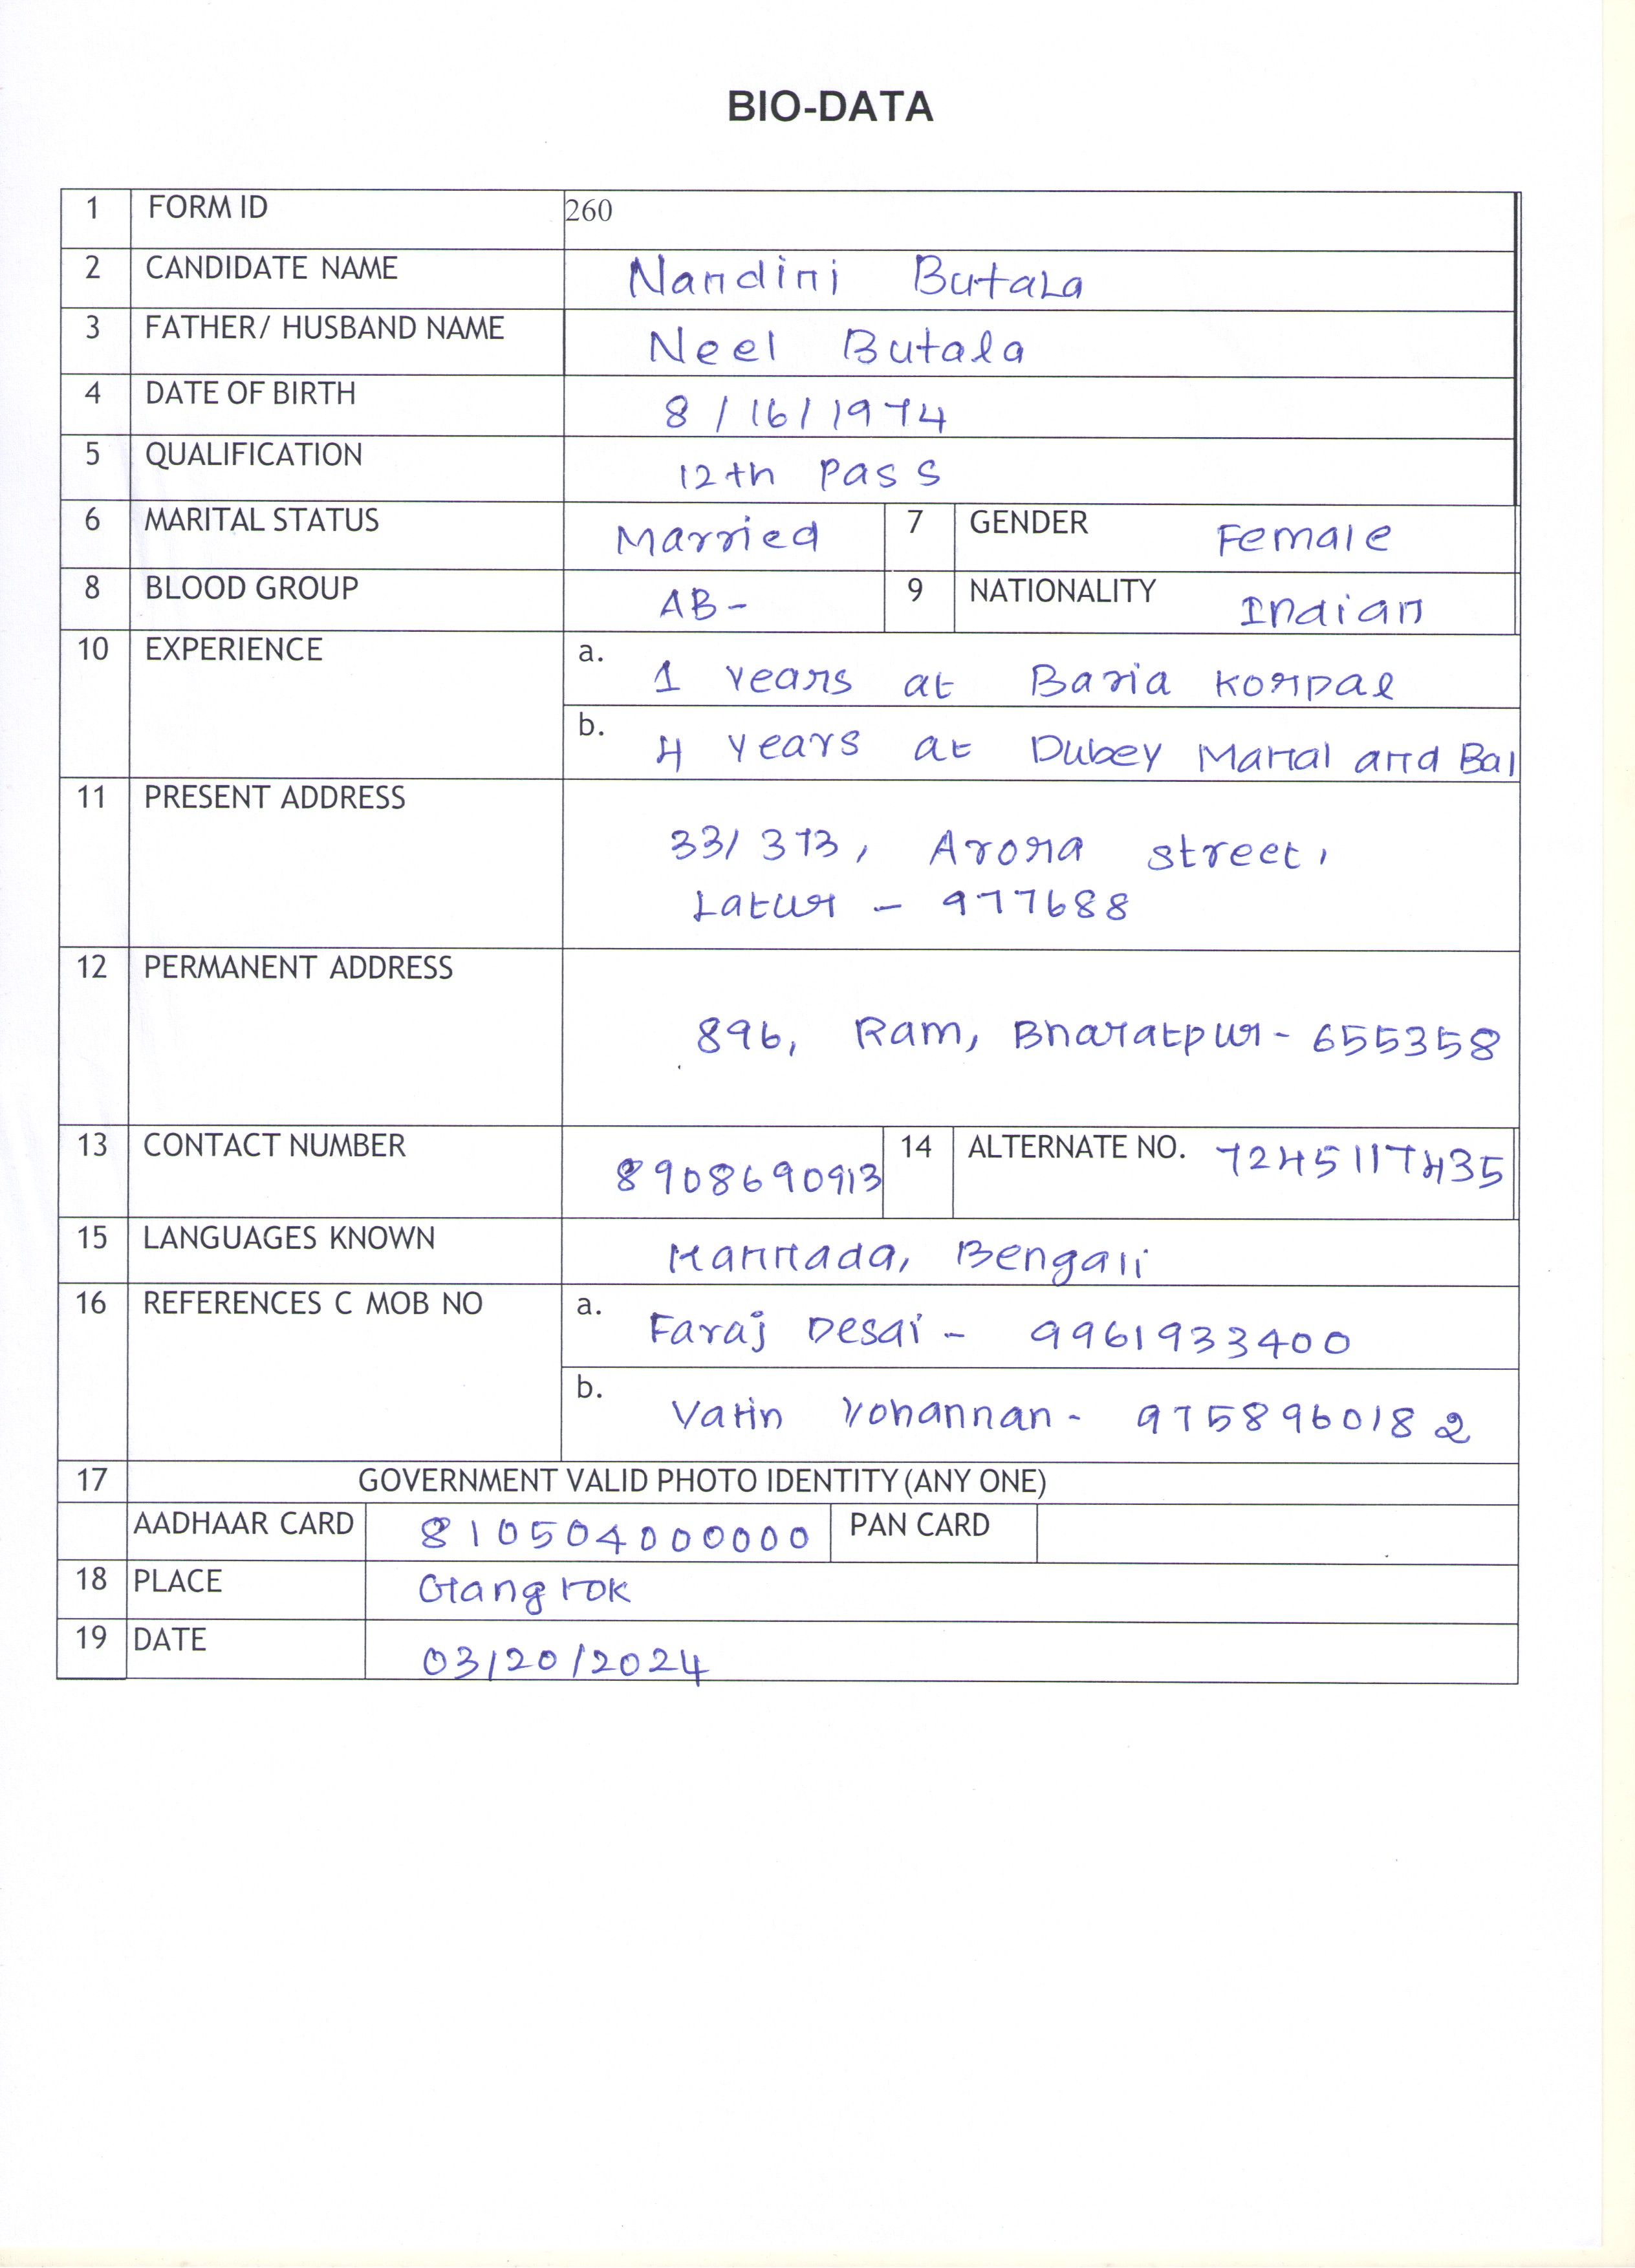 BIO-DATA
1 FORM ID 260
2 CANDIDATE NAME Nandini Butala
3 FATHER/ HUSBAND NAME Neel Butala
4 DATE OF BIRTH 8/16/1974
5 QUALIFICATION 12th pass
6 MARITAL STATUS Married 7 GENDER Female
8 BLOOD GROUP AB- 9 NATIONALITY Indian
10 EXPERIENCE a. 1 years at Baria Korpal
b. 4 years at Dubey Mahal and Bal
11 PRESENT ADDRESS 33/373, Arora street,
Latur - 977688
12 PERMANENT ADDRESS 896, Ram, Bharatpur - 655358
13 CONTACT NUMBER 8908690913 14 ALTERNATE NO. 7245117435
15 LANGUAGES KNOWN Kannada, Bengali
16 REFERENCES C MOB NO a. Faraj Desai - 9961933400
b. Vatin Yohannan - 9758960182
17 GOVERNMENT VALID PHOTO IDENTITY (ANY ONE)
AADHAAR CARD 810504000000 PAN CARD
18 PLACE Gangtok
19 DATE 03/20/2024